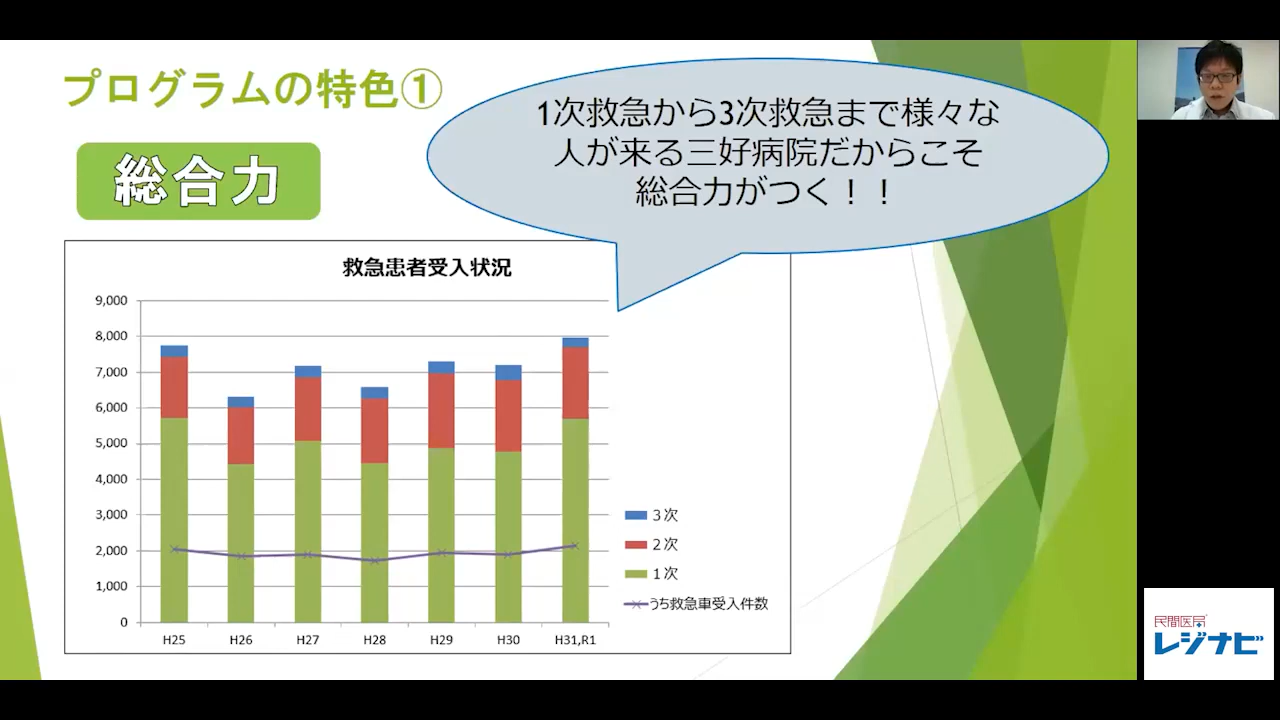 プログラムの特色①
総合力
1次救急から3次救急まで様々な
人が来る三好病院だからこそ
総合力がつく！！
救急患者受入状況
9,000
8,000
7,000
6,000
5,000
4,000
3,000
2,000
1,000
0
H25 H26 H27 H28 H29 H30 H31,R1
３次
２次
１次
うち救急車受入件数
民間医局
レジナビ